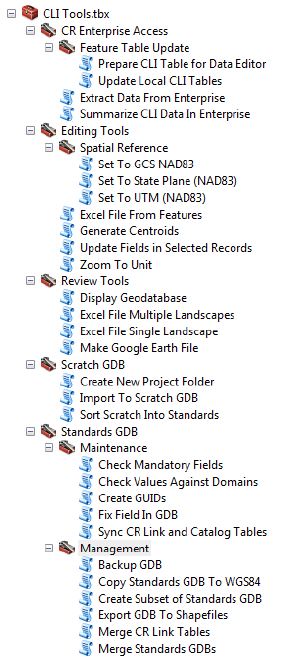 CLI Tools.tbx
CR Enterprise Access
Feature Table Update
Prepare CLI Table for Data Editor
Update Local CLI Tables
Extract Data From Enterprise
Summarize CLI Data In Enterprise
Editing Tools
Spatial Reference
Set To GCS NAD83
Set To State Plane (NAD83)
Set To UTM (NAD83)
Excel File From Features
Generate Centroids
Update Fields in Selected Records
Zoom To Unit
Review Tools
Display Geodatabase
Excel File Multiple Landscapes
Excel File Single Landscape
Make Google Earth File
Scratch GDB
Create New Project Folder
Import To Scratch GDB
Sort Scratch Into Standards
Standards GDB
Maintenance
Check Mandatory Fields
Check Values Against Domains
Create GUIDs
Fix Field In GDB
Sync CR Link and Catalog Tables
Management
Backup GDB
Copy Standards GDB To WGS84
Create Subset of Standards GDB
Export GDB To Shapefiles
Merge CR Link Tables
Merge Standards GDBs